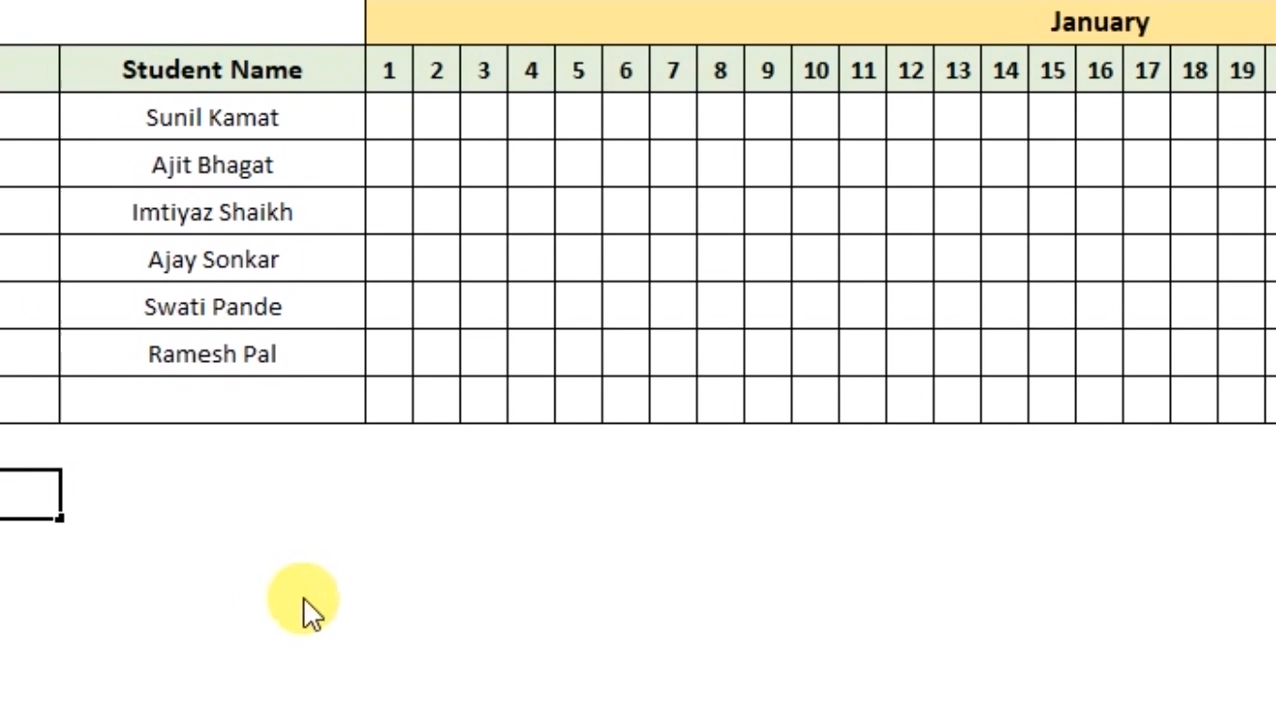 January
Student Name 1 2 3 4 5 6 7 8 9 10 11 12 13 14 15 16 17 18 19
Sunil Kamat
Ajit Bhagat
Imtiyaz Shaikh
Ajay Sonkar
Swati Pande
Ramesh Pal